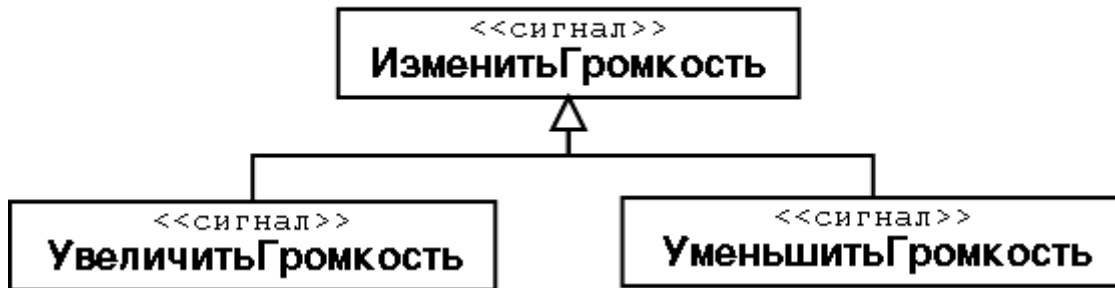 <<сигнал>>
ИзменитьГромкость
<<сигнал>>
УвеличитьГромкость
<<сигнал>>
УменьшитьГромкость